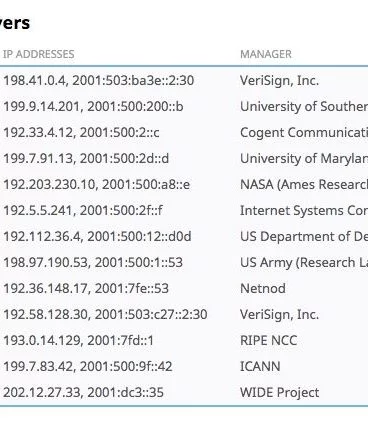 vers
IP ADDRESSES MANAGER
198.41.0.4, 2001:503:ba3e::2:30 VeriSign, Inc.
199.9.14.201, 2001:500:200::b University of Souther
192.33.4.12, 2001:500:2::c Cogent Communicati
199.7.91.13, 2001:500:2d::d University of Marylan
192.203.230.10, 2001:500:a8::e NASA (Ames Researc
192.5.5.241, 2001:500:2f::f Internet Systems Cor
192.112.36.4, 2001:500:12::d0d US Department of De
198.97.190.53, 2001:500:1::53 US Army (Research La
192.36.148.17, 2001:7fe::53 Netnod
192.58.128.30, 2001:503:c27::2:30 VeriSign, Inc.
193.0.14.129, 2001:7fd::1 RIPE NCC
199.7.83.42, 2001:500:9f::42 ICANN
202.12.27.33, 2001:dc3::35 WIDE Project